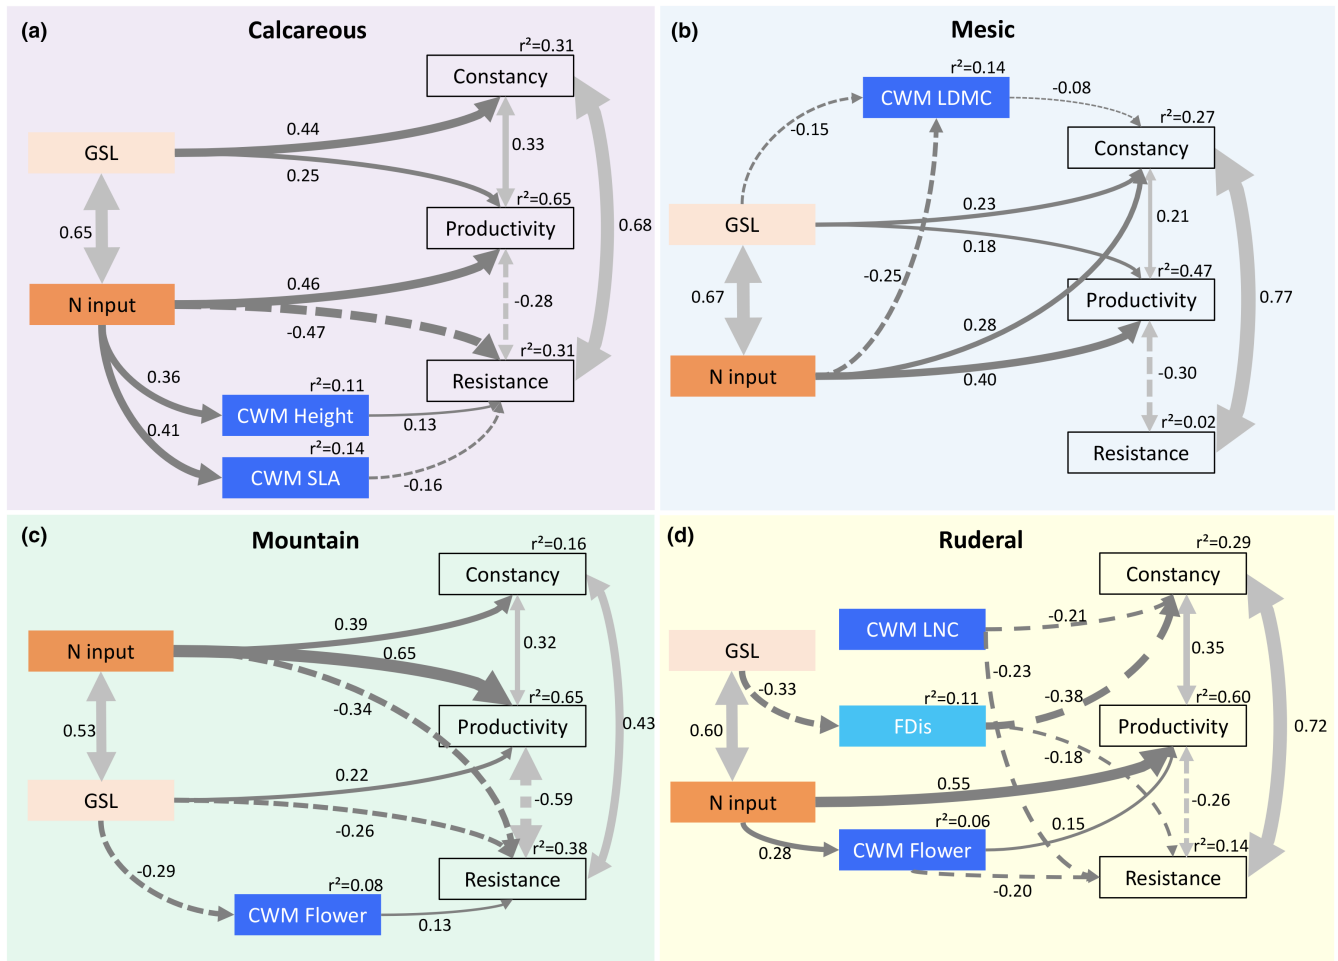 (a)
Calcareous
r²=0.31
Constancy
0.44
0.33
GSL
0.25
r²=0.65
Productivity
0.68
0.65
0.46
N input
-0.28
-0.47
r²=0.31
Resistance
0.36
r²=0.11
CWM Height
0.13
0.41
r²=0.14
CWM SLA
-0.16
(b)
Mesic
r²=0.14
CWM LDMC
-0.08
-0.15
r²=0.27
Constancy
0.23
0.21
GSL
0.18
r²=0.47
-0.25
0.67
Productivity
0.77
0.28
N input
0.40
-0.30
r²=0.02
Resistance
(c)
Mountain
r²=0.16
Constancy
0.39
N input
0.65
0.32
r²=0.65
-0.34
0.53
Productivity
0.43
0.22
GSL
-0.59
-0.26
r²=0.38
-0.29
r²=0.08
Resistance
CWM Flower
0.13
(d)
Ruderal
r²=0.29
Constancy
-0.21
CWM LNC
GSL
0.35
-0.23
-0.33
r²=0.11
-0.38
r²=0.60
0.60
FDis
Productivity
0.72
-0.18
0.55
N input
-0.26
r²=0.06
0.15
r²=0.14
0.28
CWM Flower
Resistance
-0.20